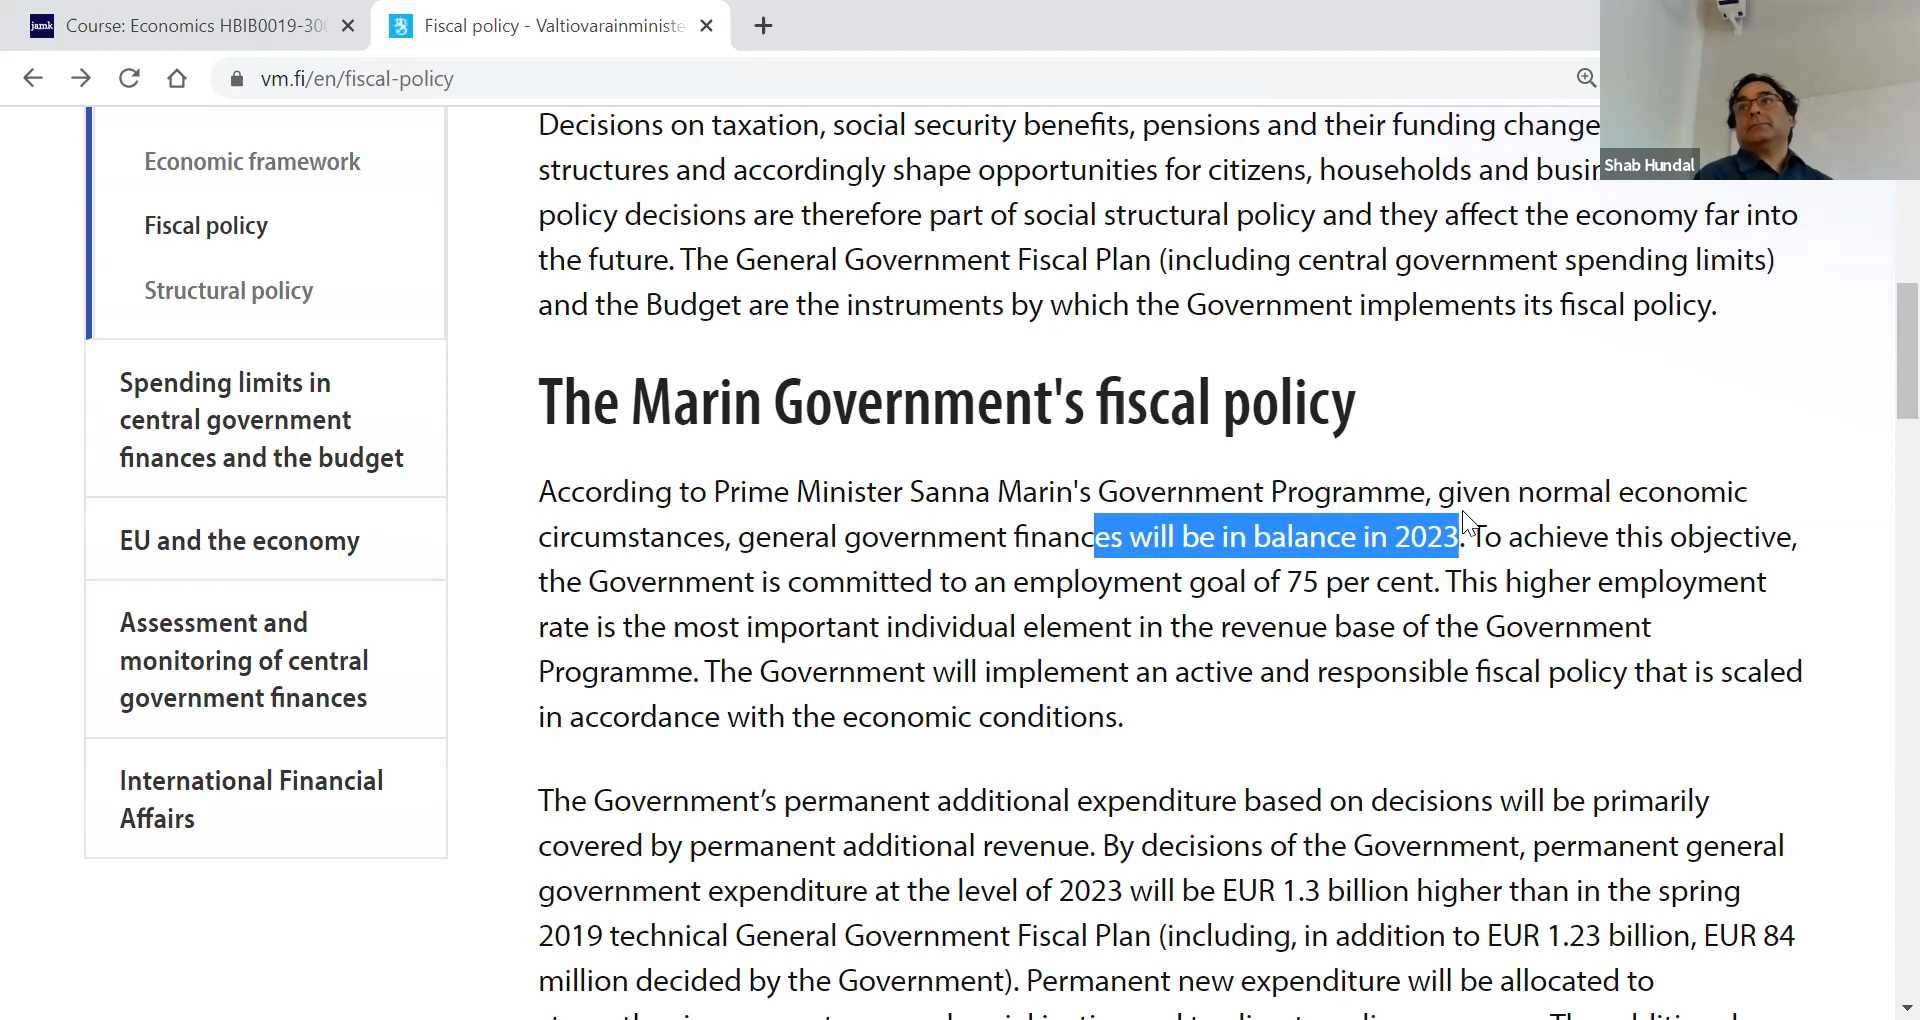 jamk
Course: Economics HBIB0019-30
Fiscal policy - Valtiovarainministe
vm.fi/en/fiscal-policy
Shab Hundal
Economic framework
Fiscal policy
Structural policy
Spending limits in
central government
finances and the budget
EU and the economy
Assessment and
monitoring of central
government finances
International Financial
Affairs
Decisions on taxation, social security benefits, pensions and their funding change
structures and accordingly shape opportunities for citizens, households and busin
policy decisions are therefore part of social structural policy and they affect the economy far into
the future. The General Government Fiscal Plan (including central government spending limits)
and the Budget are the instruments by which the Government implements its fiscal policy.
The Marin Government's fiscal policy
According to Prime Minister Sanna Marin's Government Programme, given normal economic
circumstances, general government finances will be in balance in 2023. To achieve this objective,
the Government is committed to an employment goal of 75 per cent. This higher employment
rate is the most important individual element in the revenue base of the Government
Programme. The Government will implement an active and responsible fiscal policy that is scaled
in accordance with the economic conditions.
The Government’s permanent additional expenditure based on decisions will be primarily
covered by permanent additional revenue. By decisions of the Government, permanent general
government expenditure at the level of 2023 will be EUR 1.3 billion higher than in the spring
2019 technical General Government Fiscal Plan (including, in addition to EUR 1.23 billion, EUR 84
million decided by the Government). Permanent new expenditure will be allocated to